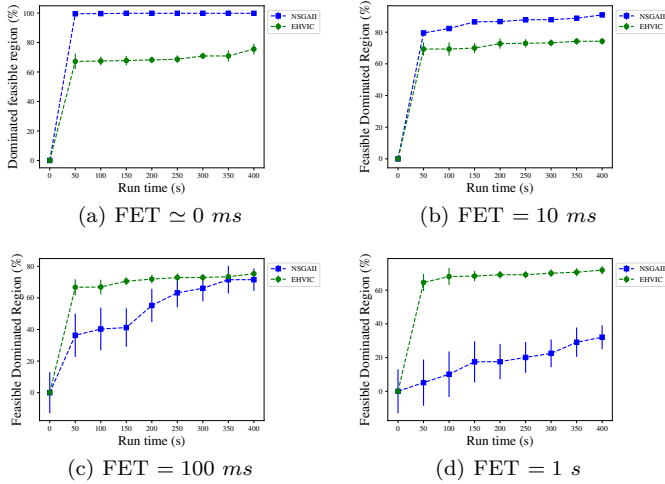 Dominated feasible region (%)
100
80
60
40
20
0
0 50 100 150 200 250 300 350 400
Run time (s)
NSGAII
EHVIC
(a) FET ≃ 0 ms
Feasible Dominated Region (%)
80
60
40
20
0
0 50 100 150 200 250 300 350 400
Run time (s)
NSGAII
EHVIC
(b) FET = 10 ms
Feasible Dominated Region (%)
80
60
40
20
0
0 50 100 150 200 250 300 350 400
Run time (s)
NSGAII
EHVIC
(c) FET = 100 ms
Feasible Dominated Region (%)
80
60
40
20
0
0 50 100 150 200 250 300 350 400
Run time (s)
NSGAII
EHVIC
(d) FET = 1 s